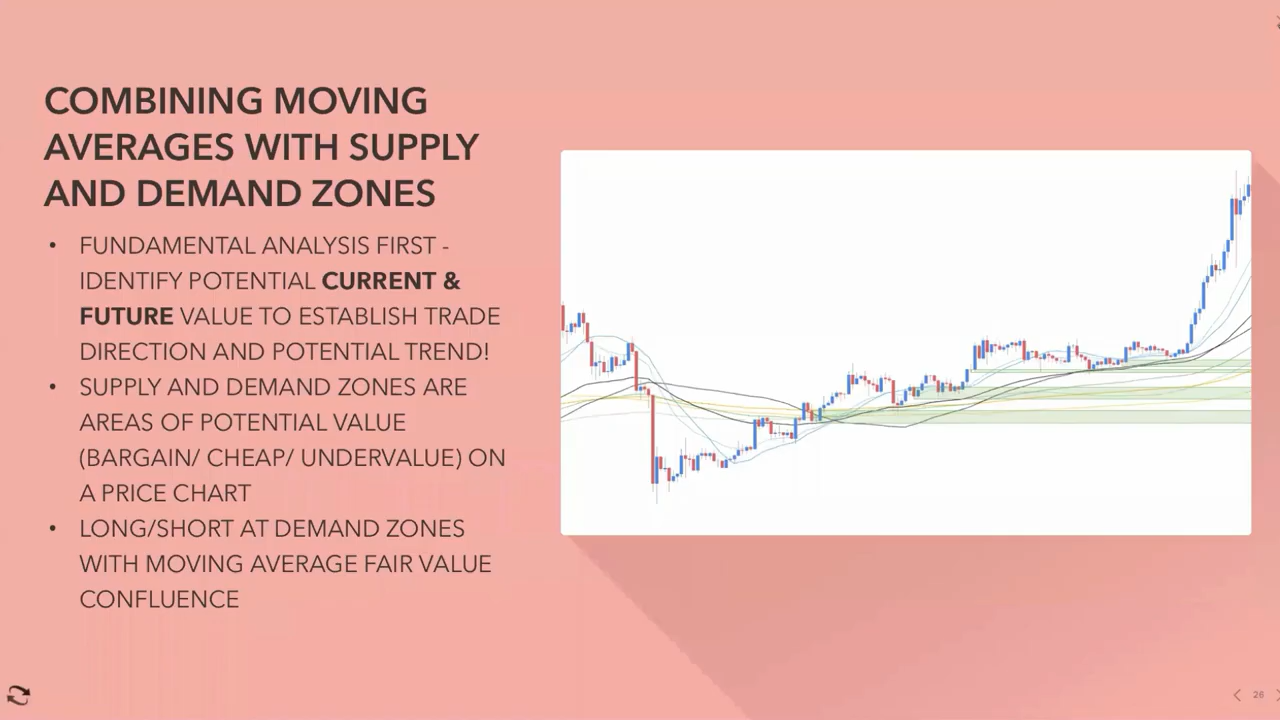 COMBINING MOVING
AVERAGES WITH SUPPLY
AND DEMAND ZONES
• FUNDAMENTAL ANALYSIS FIRST -
IDENTIFY POTENTIAL CURRENT &
FUTURE VALUE TO ESTABLISH TRADE
DIRECTION AND POTENTIAL TREND!
• SUPPLY AND DEMAND ZONES ARE
AREAS OF POTENTIAL VALUE
(BARGAIN/ CHEAP/ UNDERVALUE) ON
A PRICE CHART
• LONG/SHORT AT DEMAND ZONES
WITH MOVING AVERAGE FAIR VALUE
CONFLUENCE
26